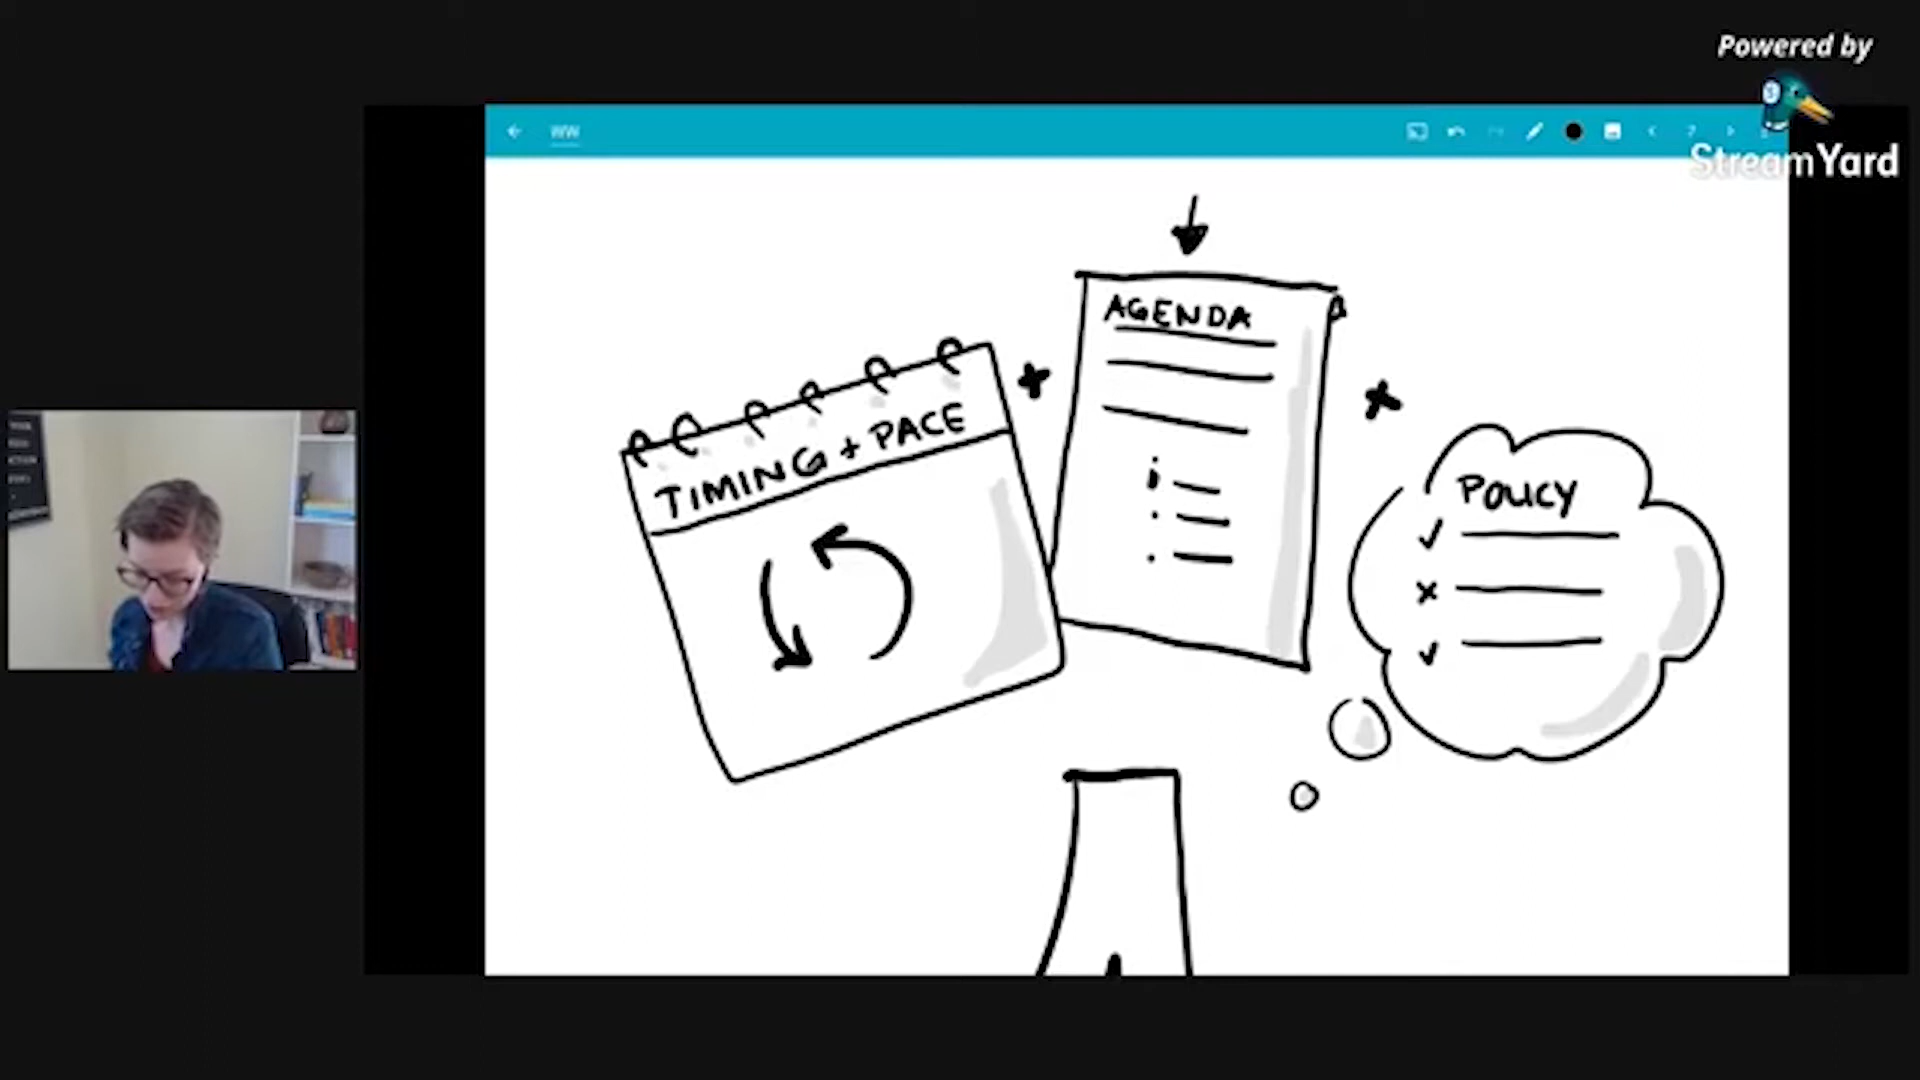 Powered by
StreamYard
WW
AGENDA
TIMING + PACE
POLICY